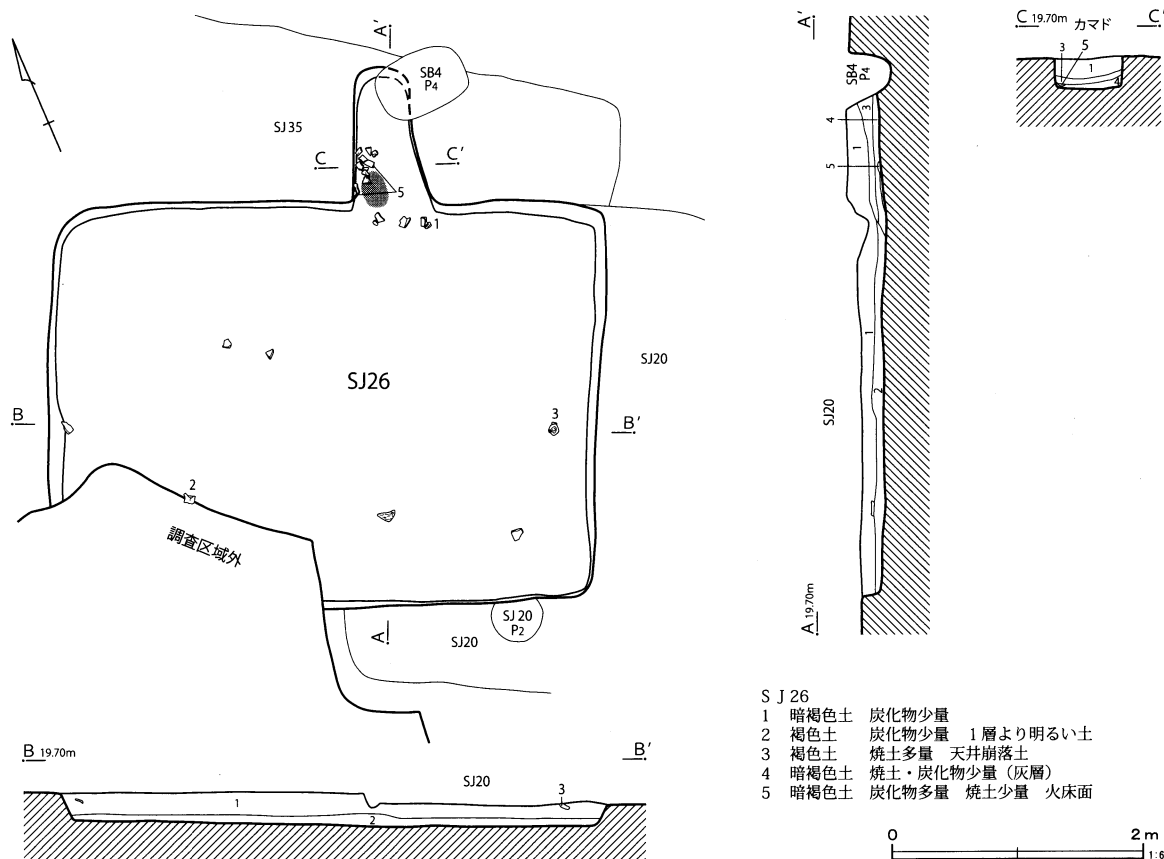 A'
SB4
P4
SJ35
C
C'
5
1
SJ26
SJ20
B
3
B'
2
調査区域外
A
SJ 20
P2
SJ20
B 19.70m
B'
SJ20
3
1
2
A'
SB4
P4
3
4
1
5
1
2
SJ20
A 19.70m
C 19.70m カマド C'
3 5
1
4
S J 26
1 暗褐色土 炭化物少量
2 褐色土 炭化物少量 1層より明るい土
3 褐色土 焼土多量 天井崩落土
4 暗褐色土 焼土・炭化物少量(灰層)
5 暗褐色土 炭化物多量 焼土少量 火床面
0 2 m